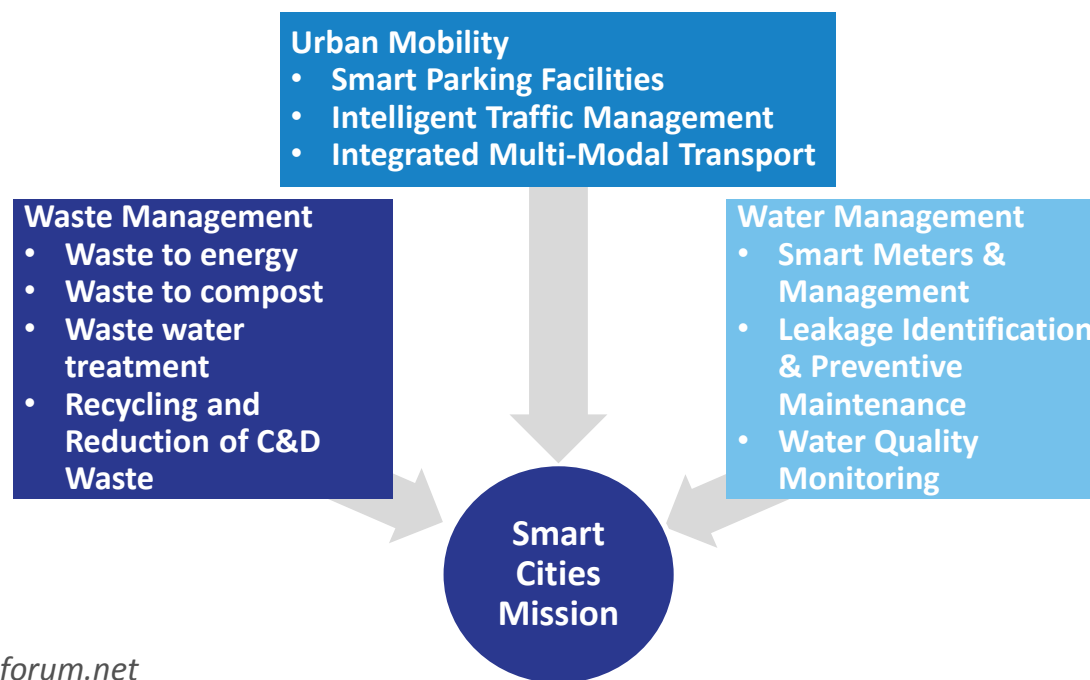 Urban Mobility
• Smart Parking Facilities
• Intelligent Traffic Management
• Integrated Multi-Modal Transport
Waste Management
• Waste to energy
• Waste to compost
• Waste water
treatment
• Recycling and
Reduction of C&D
Waste
Water Management
• Smart Meters &
Management
• Leakage Identification
& Preventive
Maintenance
• Water Quality
Monitoring
Smart
Cities
Mission
forum.net